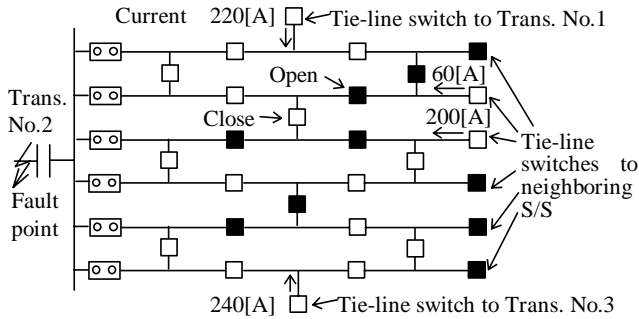 Current 220[A] Tie-line switch to Trans. No.1
Open 60[A]
Trans.
No.2
Close 200[A]
Tie-line
switches to
neighboring
S/S
Fault
point
240[A] Tie-line switch to Trans. No.3